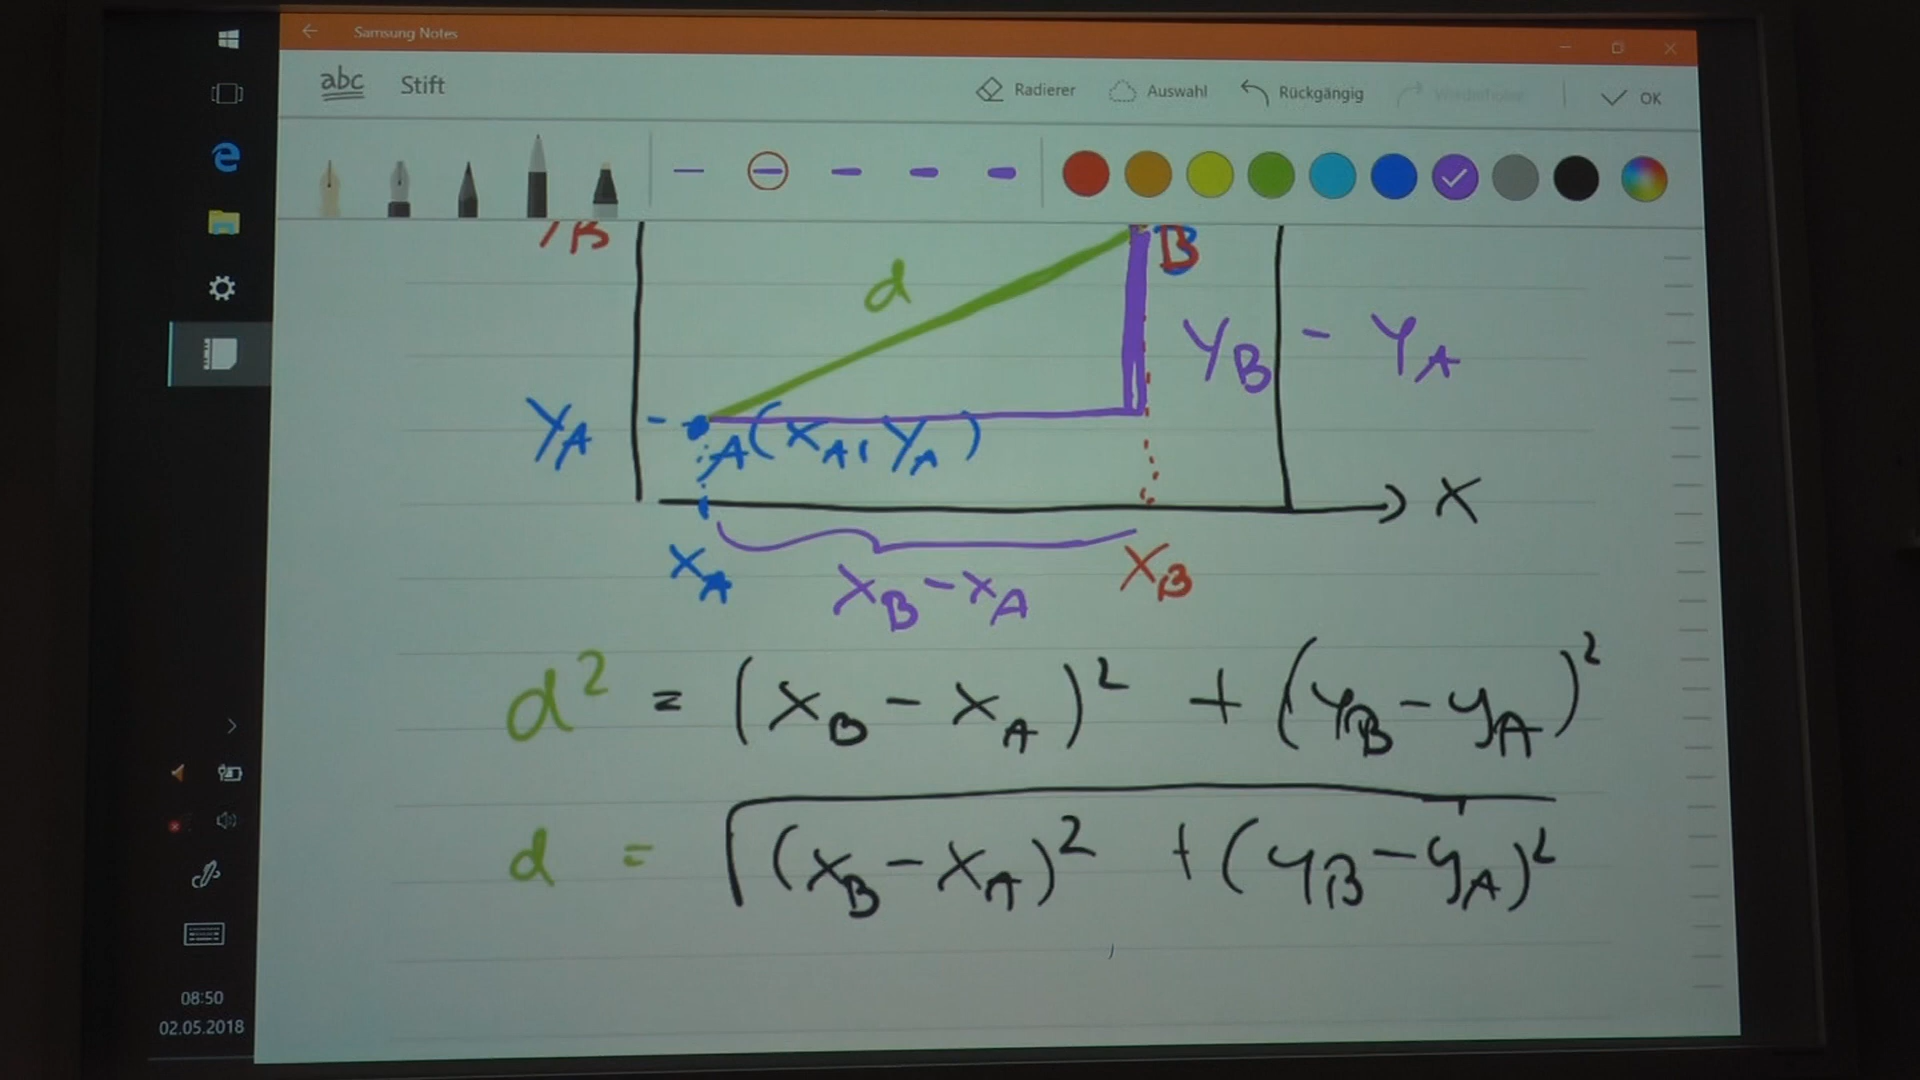 Samsung Notes
abc Stift Radierer Auswahl Rückgängig Wiederholen OK
YB B
d
YB - YA
YA A(XA, YA)
X
XA XB-XA XB
d² = (XB - XA)² + (YB - YA)²
d = √(XB - XA)² + (YB - YA)²
08:50
02.05.2018